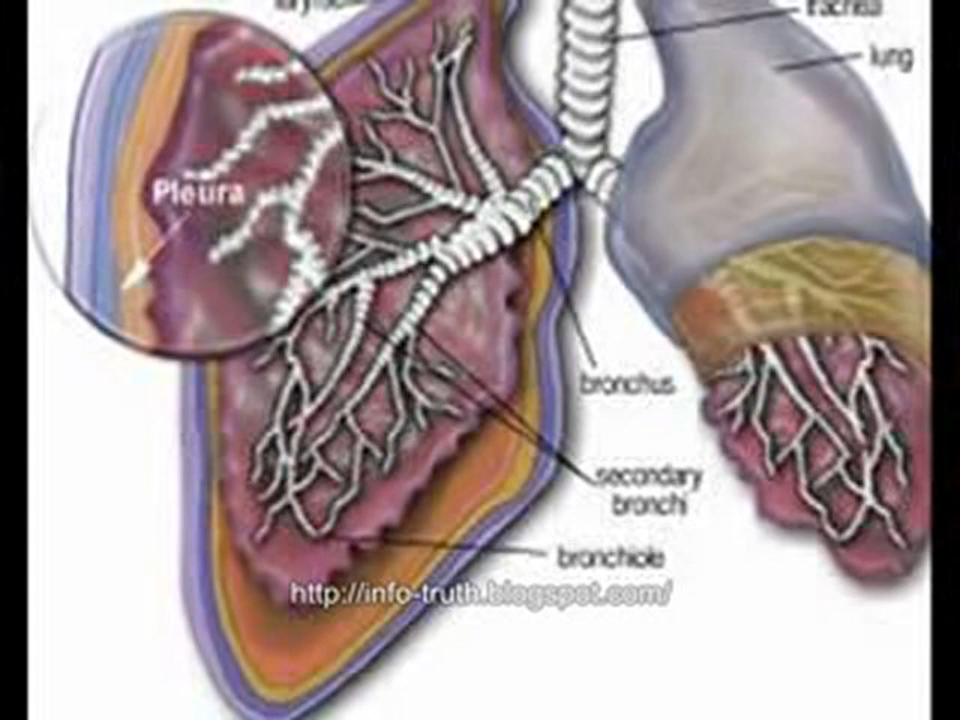 trachea
lung
Pleura
bronchus
secondary
bronchi
bronchiole
http://info-truth.blogspot.com/